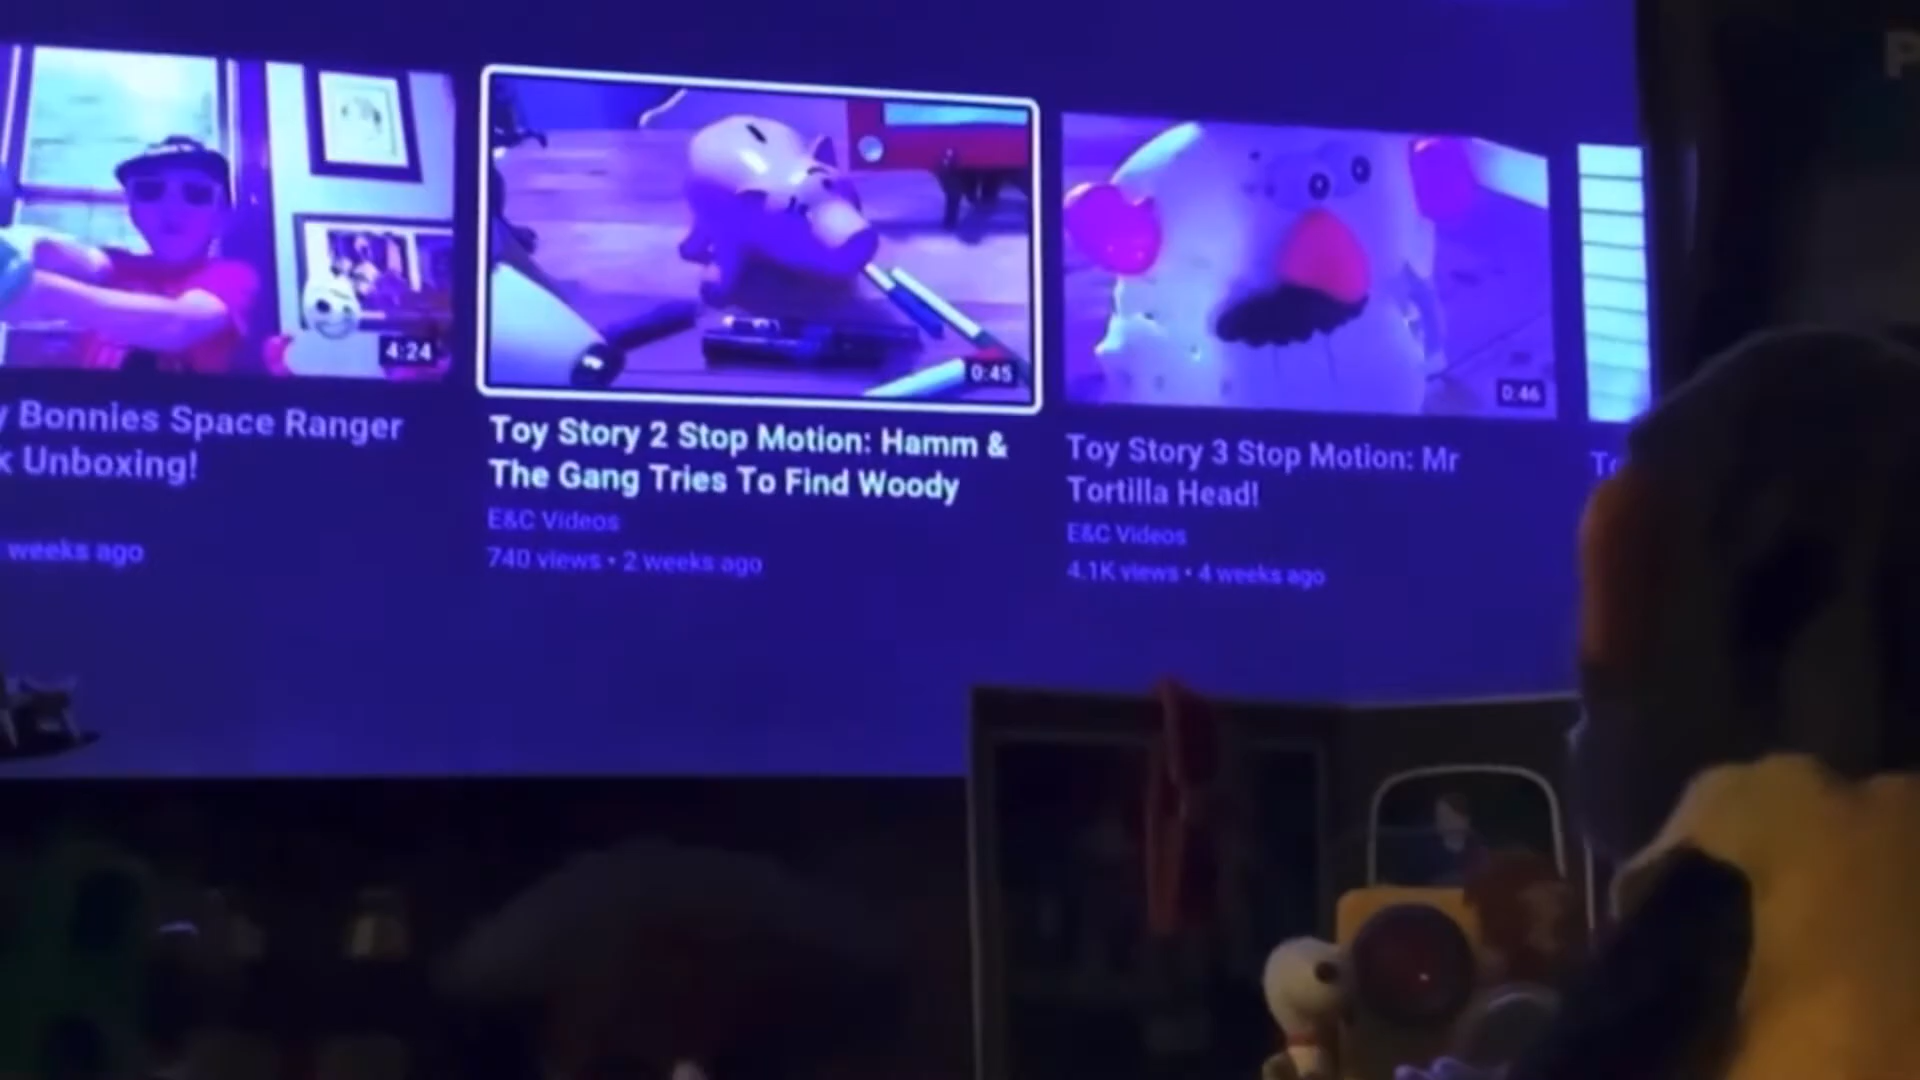 4:24
y Bonnies Space Ranger
k Unboxing!
weeks ago
0:45
Toy Story 2 Stop Motion: Hamm &
The Gang Tries To Find Woody
E&C Videos
740 views • 2 weeks ago
0:46
Toy Story 3 Stop Motion: Mr
Tortilla Head!
E&C Videos
4.1K views • 4 weeks ago
To
P